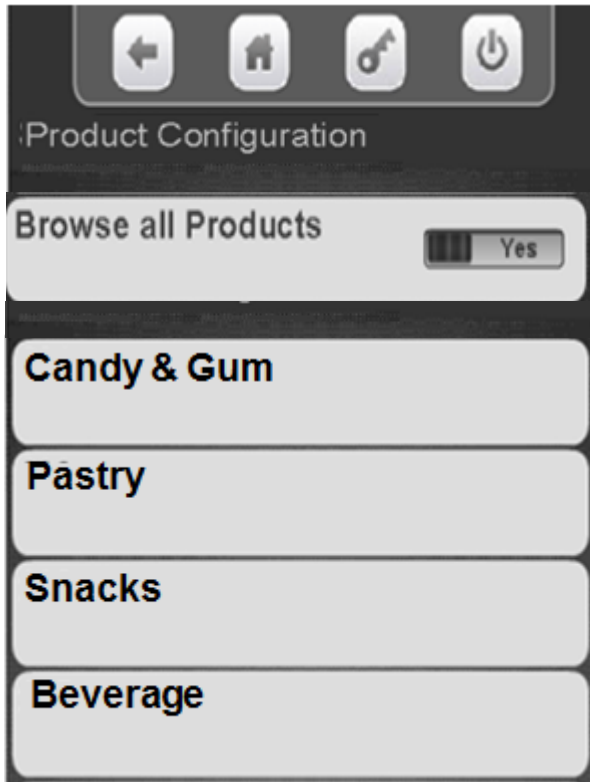 Product Configuration
Browse all Products
Yes
Candy & Gum
Pastry
Snacks
Beverage